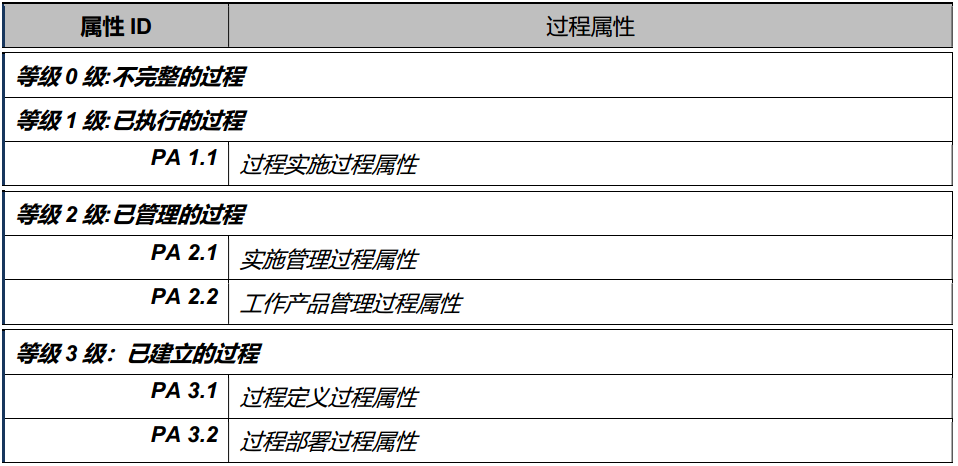 属性 ID 过程属性
等级 0 级:不完整的过程
等级 1 级:已执行的过程
PA 1.1 过程实施过程属性
等级 2 级:已管理的过程
PA 2.1 实施管理过程属性
PA 2.2 工作产品管理过程属性
等级 3 级：已建立的过程
PA 3.1 过程定义过程属性
PA 3.2 过程部署过程属性